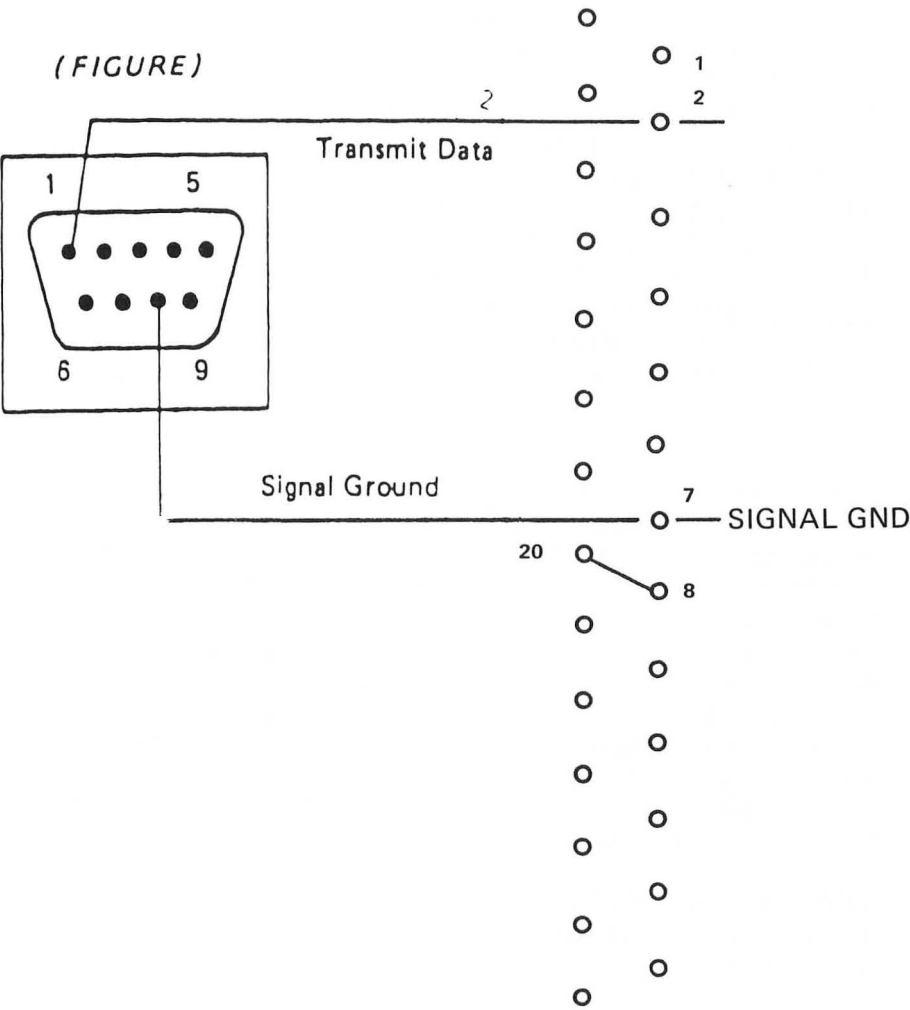 (FIGURE)
1
2
2
Transmit Data
1 5
6 9
Signal Ground
7
SIGNAL GND
20
8